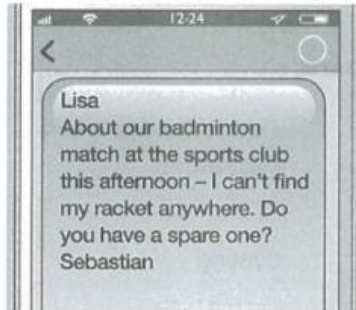 12-24
Lisa
About our badminton
match at the sports club
this afternoon – I can't find
my racket anywhere. Do
you have a spare one?
Sebastian